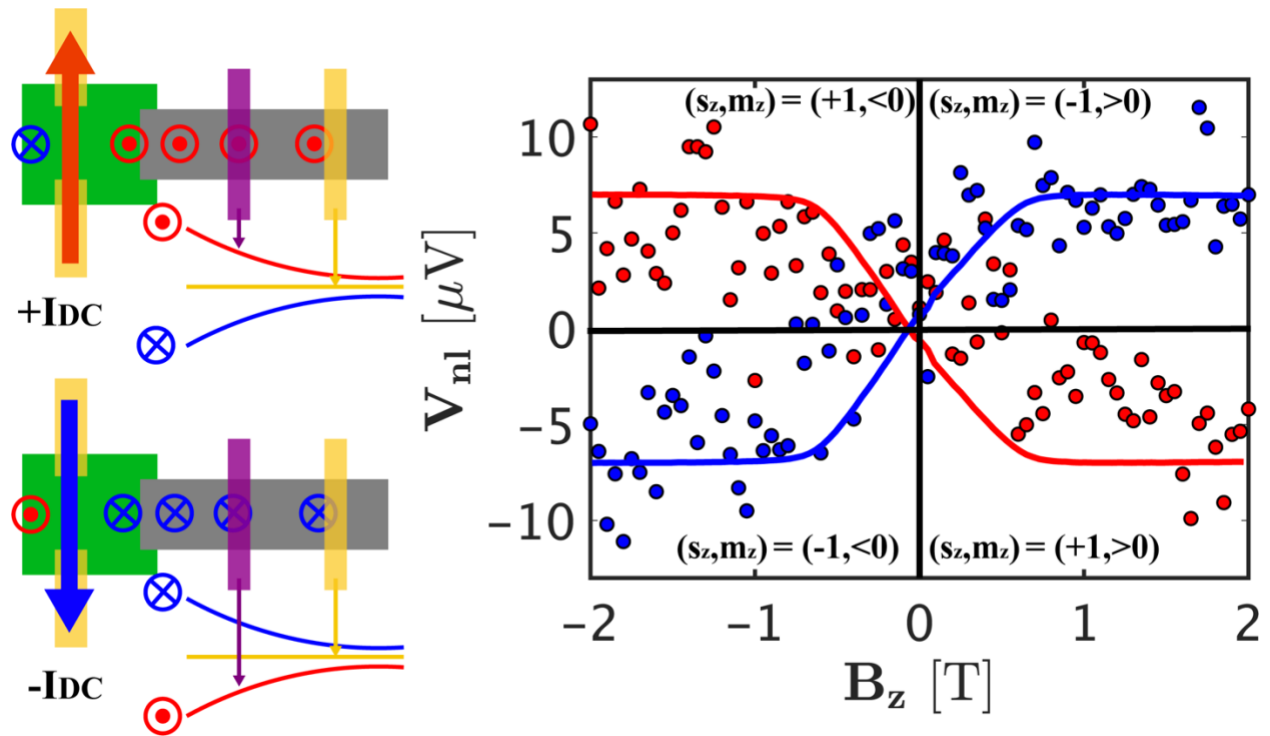 +IDC
-IDC
(sz,mz) = (+1,<0)
(sz,mz) = (-1,>0)
(sz,mz) = (-1,<0)
(sz,mz) = (+1,>0)
Vnl [μV]
10
5
0
−5
−10
−2
−1
0
1
2
Bz [T]